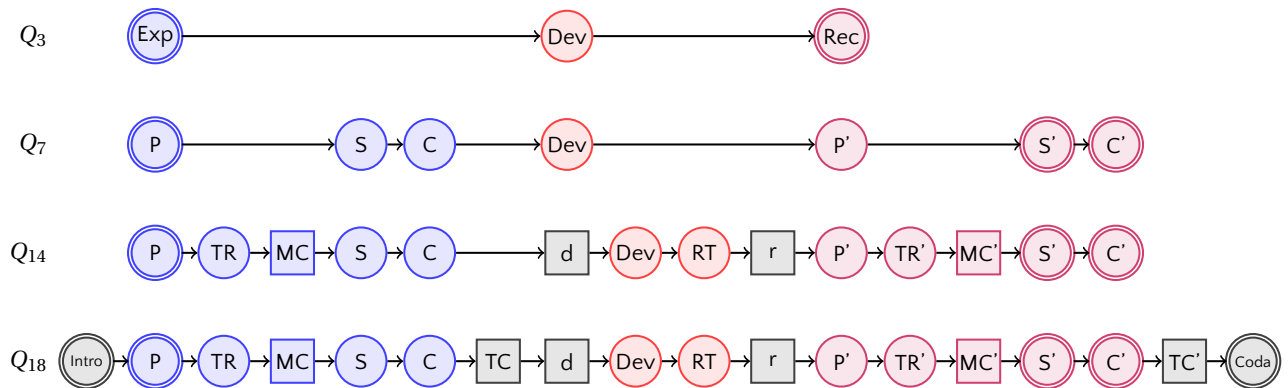 Q3 Exp Dev Rec
Q7 P S C Dev P' S' C'
Q14 P TR MC S C d Dev RT r P' TR' MC' S' C'
Q18 Intro P TR MC S C TC d Dev RT r P' TR' MC' S' C' TC' Coda